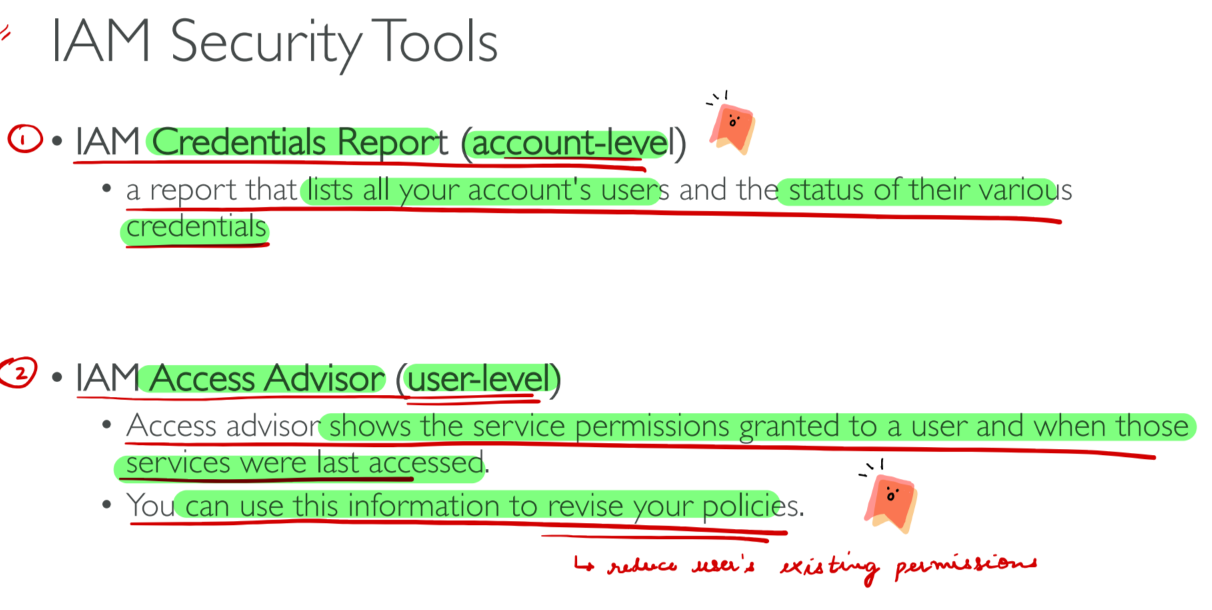 IAM Security Tools
① • IAM Credentials Report (account-level)
• a report that lists all your account's users and the status of their various
credentials
② • IAM Access Advisor (user-level)
• Access advisor shows the service permissions granted to a user and when those
services were last accessed.
• You can use this information to revise your policies.
↳ reduce user's existing permissions